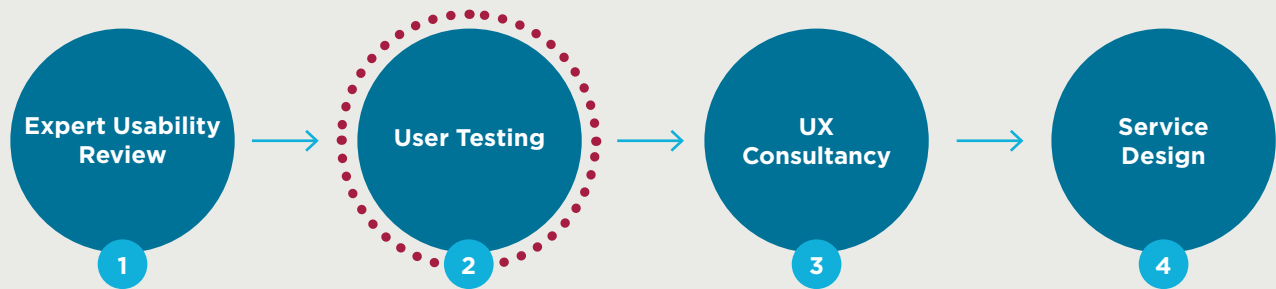 Expert Usability
Review
1
User Testing
2
UX
Consultancy
3
Service
Design
4